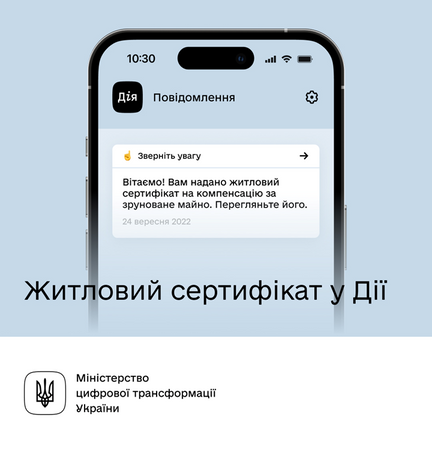 10:30
Дія
Повідомлення
☝ Зверніть увагу →
Вітаємо! Вам надано житловий
сертифікат на компенсацію за
зруноване майно. Перегляньте його.
24 вересня 2022
Житловий сертифікат у Дії
Міністерство
цифрової трансформації
України